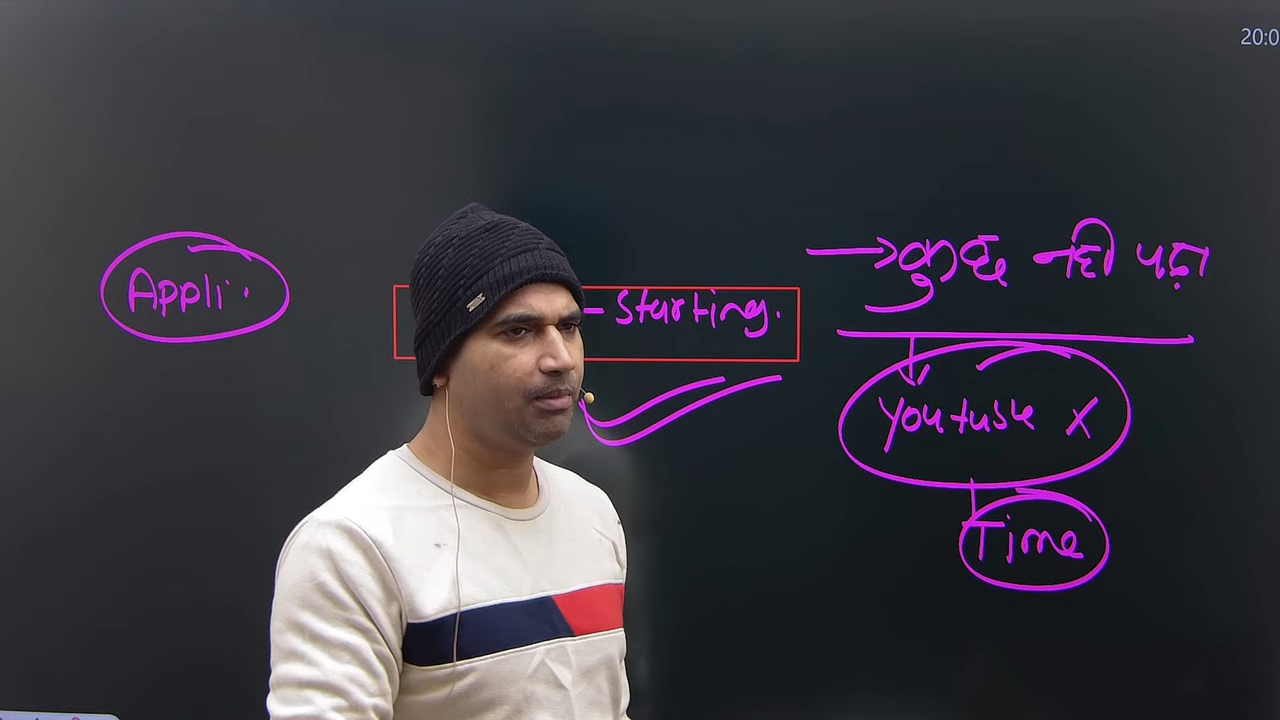 20:0
Appli.
- Starting.
→ कुछ नही पढ़ा
Youtube X
Time